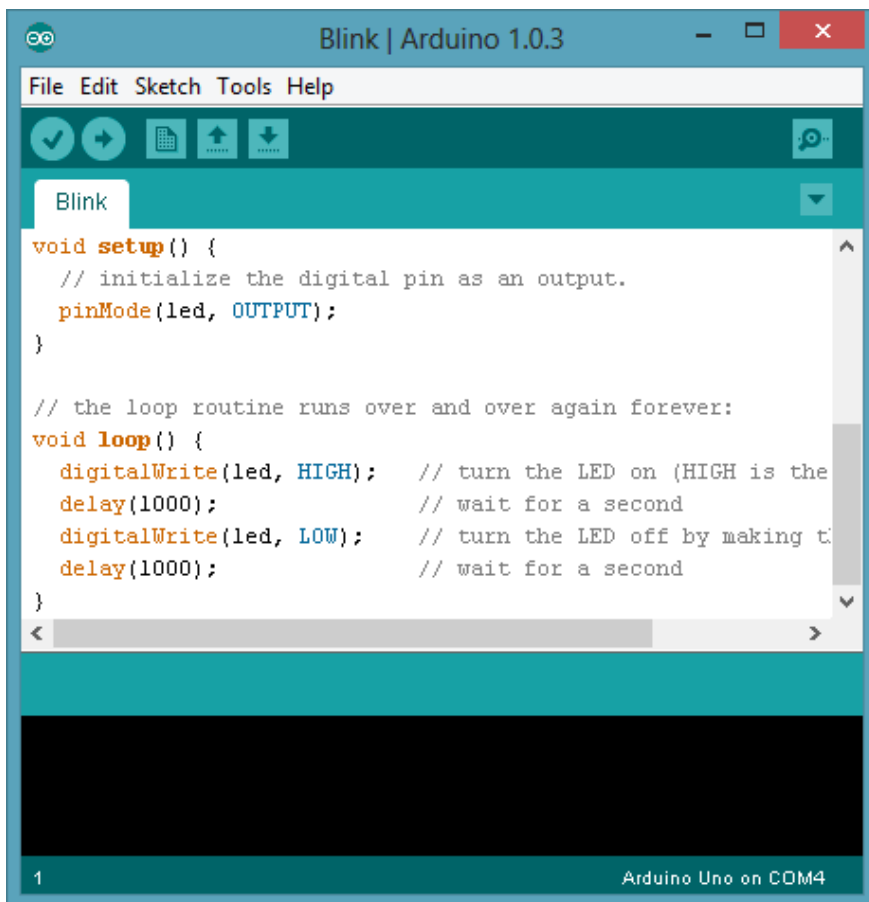 Blink | Arduino 1.0.3
File Edit Sketch Tools Help
Blink
void setup() {
  // initialize the digital pin as an output.
  pinMode(led, OUTPUT);
}

// the loop routine runs over and over again forever:
void loop() {
  digitalWrite(led, HIGH);   // turn the LED on (HIGH is the
  delay(1000);               // wait for a second
  digitalWrite(led, LOW);    // turn the LED off by making
  delay(1000);               // wait for a second
}
1
Arduino Uno on COM4